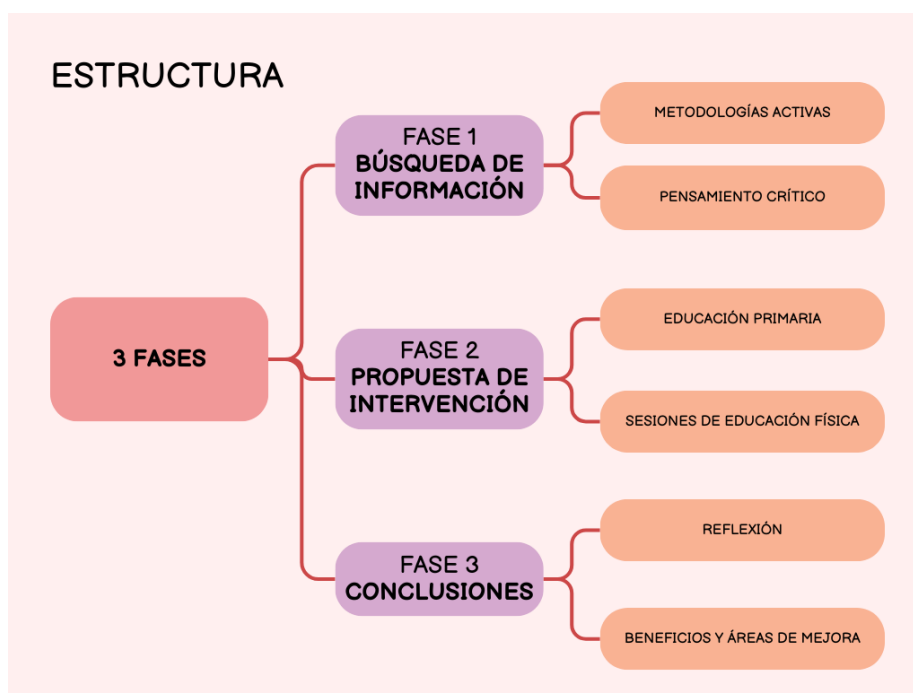 ESTRUCTURA
3 FASES
FASE 1
BÚSQUEDA DE
INFORMACIÓN
METODOLOGÍAS ACTIVAS
PENSAMIENTO CRÍTICO
FASE 2
PROPUESTA DE
INTERVENCIÓN
EDUCACIÓN PRIMARIA
SESIONES DE EDUCACIÓN FÍSICA
FASE 3
CONCLUSIONES
REFLEXIÓN
BENEFICIOS Y ÁREAS DE MEJORA